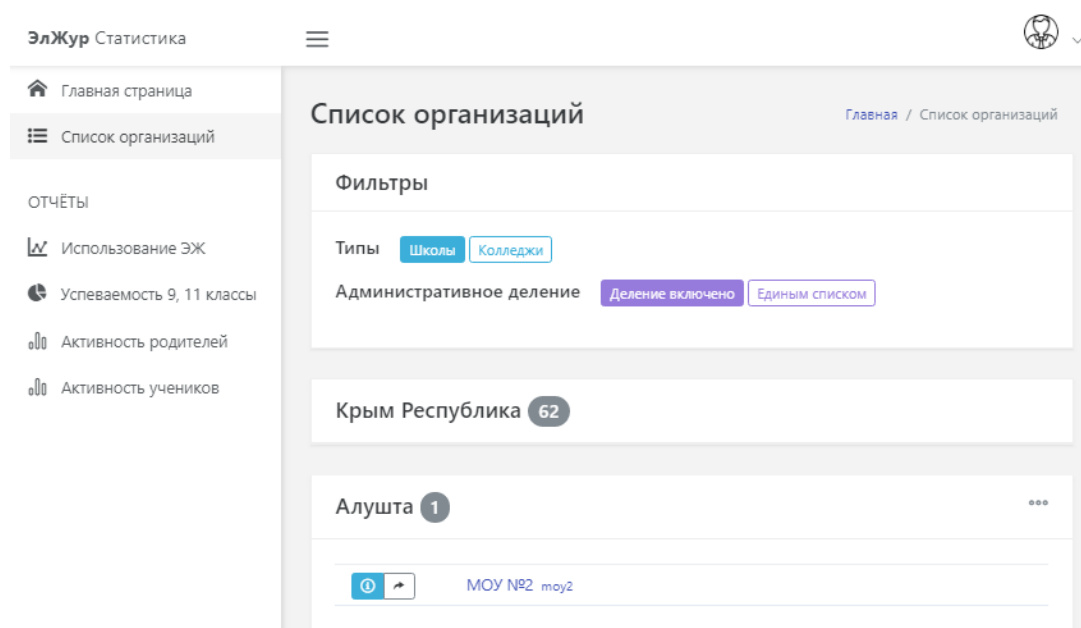 ЭлЖур Статистика
Главная страница
Список организаций
ОТЧЁТЫ
Использование ЭЖ
Успеваемость 9, 11 классы
Активность родителей
Активность учеников
Список организаций
Главная / Список организаций
Фильтры
Типы Школы Колледжи
Административное деление Деление включено Единым списком
Крым Республика 62
Алушта 1
МОУ №2 moy2